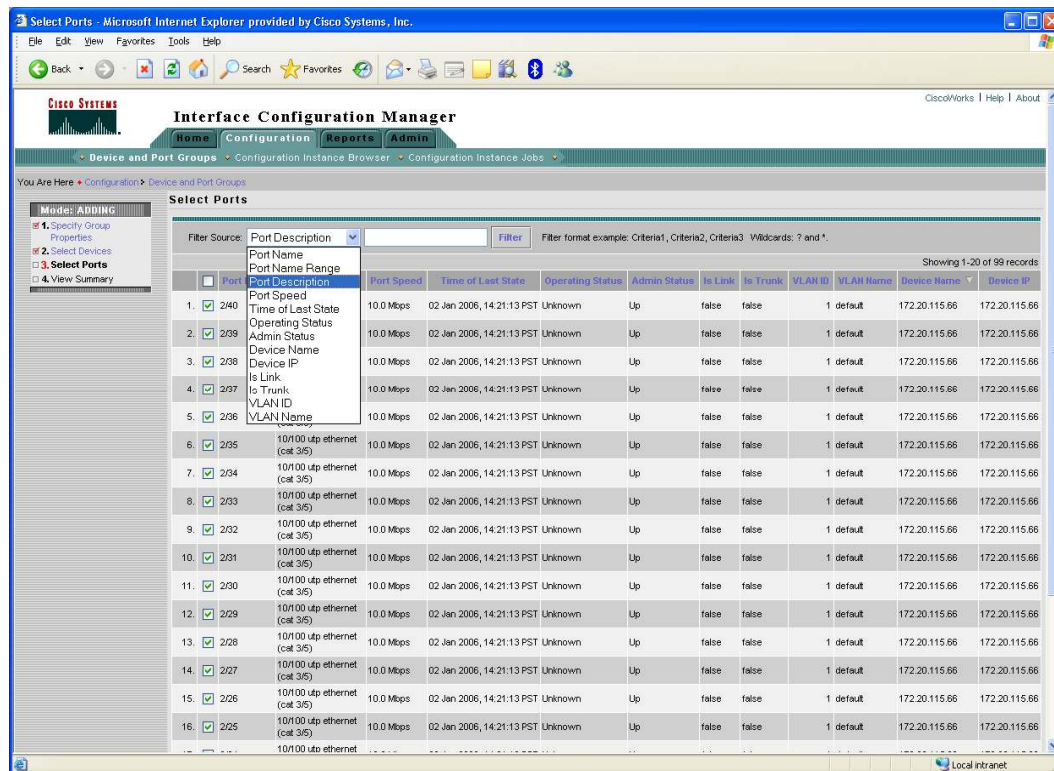 Select Ports - Microsoft Internet Explorer provided by Cisco Systems, Inc.
File Edit View Favorites Tools Help
Back Search Favorites
CISCO SYSTEMS
CiscoWorks | Help | About
Interface Configuration Manager
Home Configuration Reports Admin
Device and Port Groups Configuration Instance Browser Configuration Instance Jobs
You Are Here Configuration > Device and Port Groups
Mode: ADDING
1. Specify Group Properties
2. Select Devices
3. Select Ports
4. View Summary
Select Ports
Filter Source: Port Description Filter Filter format example: Criteria1, Criteria2, Criteria3 Wildcards: ? and *.
Port Name
Port Name Range
Port Description
Port Speed
Time of Last State
Operating Status
Admin Status
Device Name
Device IP
Is Link
Is Trunk
VLAN ID
VLAN Name
Showing 1-20 of 99 records
Port Port Speed Time of Last State Operating Status Admin Status Is Link Is Trunk VLAN ID VLAN Name Device Name Device IP
1. 2/40 10.0 Mbps 02 Jan 2006, 14:21:13 PST Unknown Up false false 1 default 172.20.115.66 172.20.115.66
2. 2/39 10.0 Mbps 02 Jan 2006, 14:21:13 PST Unknown Up false false 1 default 172.20.115.66 172.20.115.66
3. 2/38 10.0 Mbps 02 Jan 2006, 14:21:13 PST Unknown Up false false 1 default 172.20.115.66 172.20.115.66
4. 2/37 10.0 Mbps 02 Jan 2006, 14:21:13 PST Unknown Up false false 1 default 172.20.115.66 172.20.115.66
5. 2/36 (cat 3/5) 10.0 Mbps 02 Jan 2006, 14:21:13 PST Unknown Up false false 1 default 172.20.115.66 172.20.115.66
6. 2/35 10/100 utp ethernet (cat 3/5) 10.0 Mbps 02 Jan 2006, 14:21:13 PST Unknown Up false false 1 default 172.20.115.66 172.20.115.66
7. 2/34 10/100 utp ethernet (cat 3/5) 10.0 Mbps 02 Jan 2006, 14:21:13 PST Unknown Up false false 1 default 172.20.115.66 172.20.115.66
8. 2/33 10/100 utp ethernet (cat 3/5) 10.0 Mbps 02 Jan 2006, 14:21:13 PST Unknown Up false false 1 default 172.20.115.66 172.20.115.66
9. 2/32 10/100 utp ethernet (cat 3/5) 10.0 Mbps 02 Jan 2006, 14:21:13 PST Unknown Up false false 1 default 172.20.115.66 172.20.115.66
10. 2/31 10/100 utp ethernet (cat 3/5) 10.0 Mbps 02 Jan 2006, 14:21:13 PST Unknown Up false false 1 default 172.20.115.66 172.20.115.66
11. 2/30 10/100 utp ethernet (cat 3/5) 10.0 Mbps 02 Jan 2006, 14:21:13 PST Unknown Up false false 1 default 172.20.115.66 172.20.115.66
12. 2/29 10/100 utp ethernet (cat 3/5) 10.0 Mbps 02 Jan 2006, 14:21:13 PST Unknown Up false false 1 default 172.20.115.66 172.20.115.66
13. 2/28 10/100 utp ethernet (cat 3/5) 10.0 Mbps 02 Jan 2006, 14:21:13 PST Unknown Up false false 1 default 172.20.115.66 172.20.115.66
14. 2/27 10/100 utp ethernet (cat 3/5) 10.0 Mbps 02 Jan 2006, 14:21:13 PST Unknown Up false false 1 default 172.20.115.66 172.20.115.66
15. 2/26 10/100 utp ethernet (cat 3/5) 10.0 Mbps 02 Jan 2006, 14:21:13 PST Unknown Up false false 1 default 172.20.115.66 172.20.115.66
16. 2/25 10/100 utp ethernet (cat 3/5) 10.0 Mbps 02 Jan 2006, 14:21:13 PST Unknown Up false false 1 default 172.20.115.66 172.20.115.66
10/100 utp ethernet
Local intranet